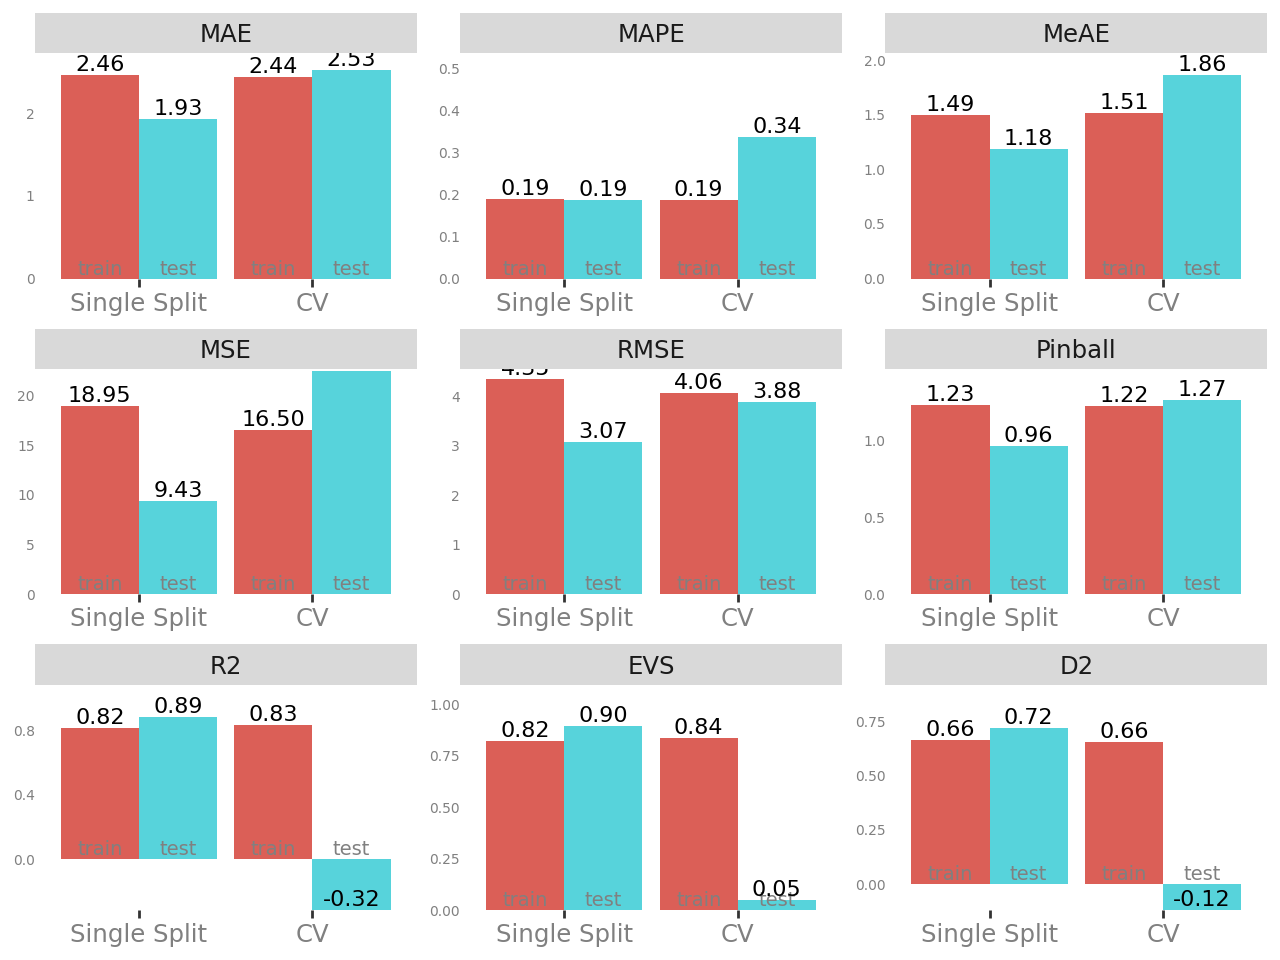 MAE
MAPE
MeAE
2.46
1.93
2.44
2.53
2
1
0
train
test
train
test
Single Split
CV
0.5
0.4
0.3
0.2
0.1
0.0
0.19
0.19
0.19
0.34
train
test
train
test
Single Split
CV
2.0
1.5
1.0
0.5
0.0
1.49
1.18
1.51
1.86
train
test
train
test
Single Split
CV
MSE
RMSE
Pinball
20
15
10
5
0
18.95
9.43
16.50
train
test
train
test
Single Split
CV
4
3
2
1
0
3.07
4.06
3.88
train
test
train
test
Single Split
CV
1.0
0.5
0.0
1.23
0.96
1.22
1.27
train
test
train
test
Single Split
CV
R2
EVS
D2
0.8
0.4
0.0
0.82
0.89
0.83
-0.32
train
test
train
test
Single Split
CV
1.00
0.75
0.50
0.25
0.00
0.82
0.90
0.84
0.05
train
test
train
test
Single Split
CV
0.75
0.50
0.25
0.00
0.66
0.72
0.66
-0.12
train
test
train
test
Single Split
CV